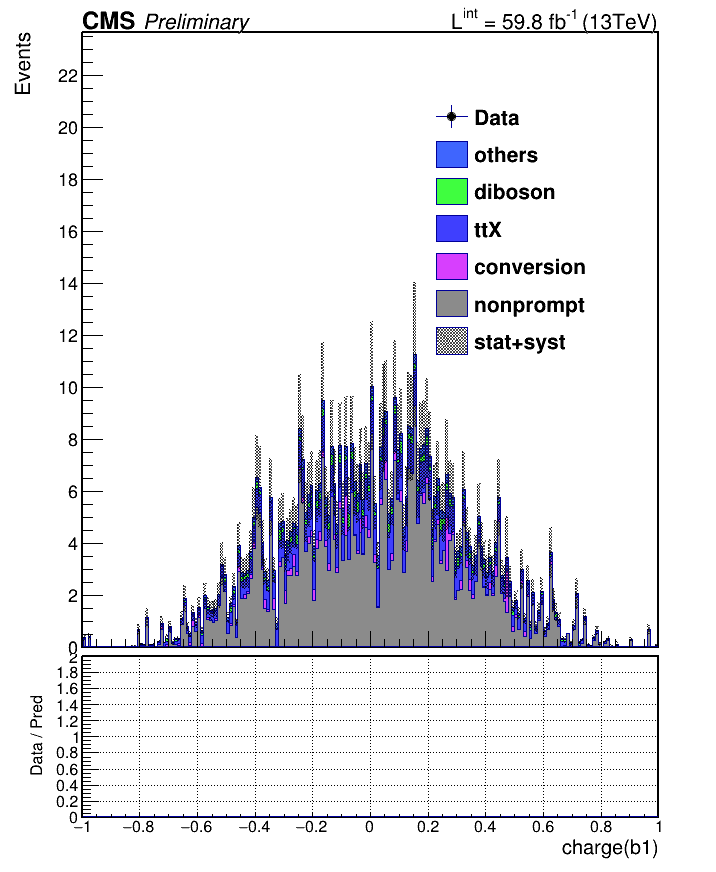 CMS Preliminary L^int = 59.8 fb^-1 (13TeV)
Events
22
20
18
16
14
12
10
8
6
4
2
0
Data
others
diboson
ttX
conversion
nonprompt
stat+syst
Data / Pred
2
1.8
1.6
1.4
1.2
1
0.8
0.6
0.4
0.2
0
−1 −0.8 −0.6 −0.4 −0.2 0 0.2 0.4 0.6 0.8 1
charge(b1)